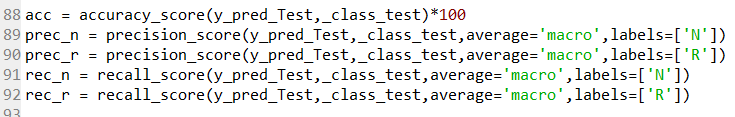 88 acc = accuracy_score(y_pred_Test,_class_test)*100
89 prec_n = precision_score(y_pred_Test,_class_test,average='macro',labels=['N'])
90 prec_r = precision_score(y_pred_Test,_class_test,average='macro',labels=['R'])
91 rec_n = recall_score(y_pred_Test,_class_test,average='macro',labels=['N'])
92 rec_r = recall_score(y_pred_Test,_class_test,average='macro',labels=['R'])
93